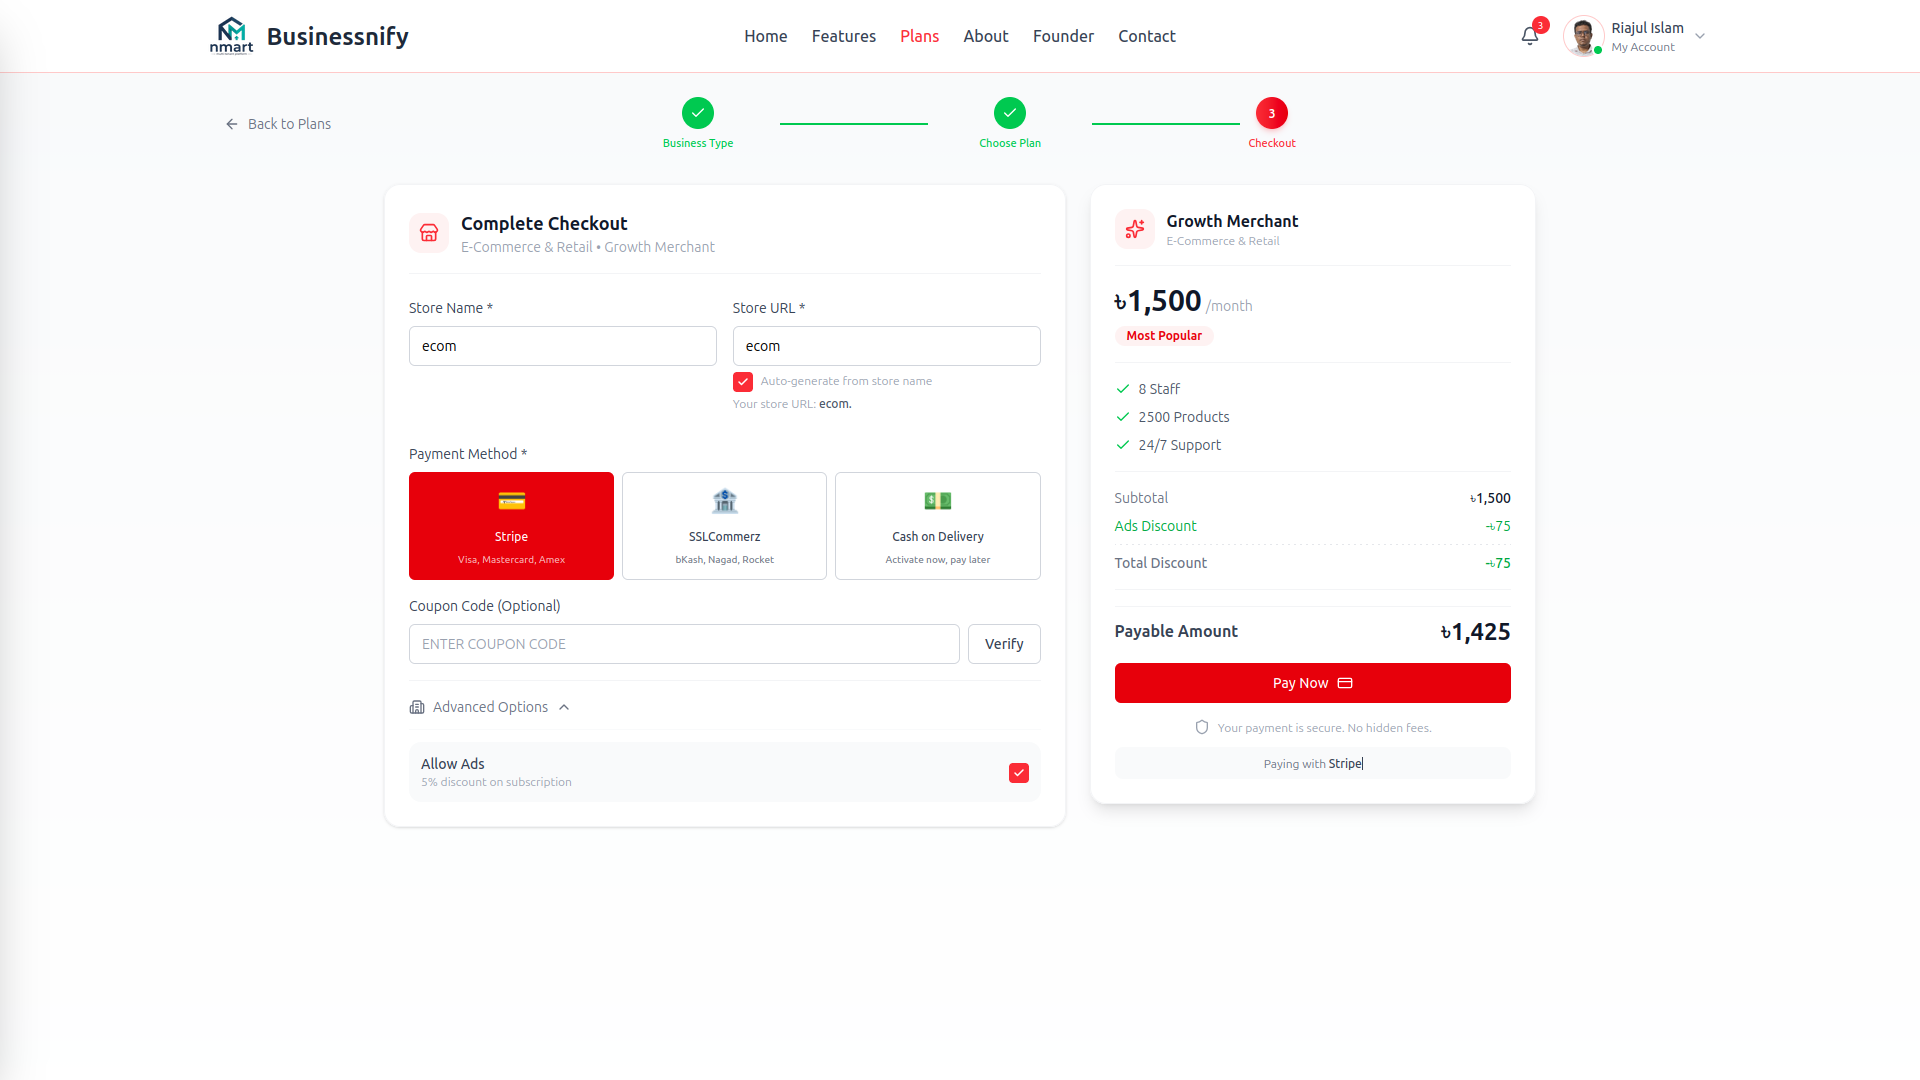 nmart
Businessnify
Home
Features
Plans
About
Founder
Contact
3
Riajul Islam
My Account
Back to Plans
Business Type
Choose Plan
3
Checkout
Complete Checkout
E-Commerce & Retail • Growth Merchant
Store Name *
ecom
Store URL *
ecom
Auto-generate from store name
Your store URL: ecom.
Payment Method *
Stripe
Visa, Mastercard, Amex
SSLCommerz
bKash, Nagad, Rocket
Cash on Delivery
Activate now, pay later
Coupon Code (Optional)
ENTER COUPON CODE
Verify
Advanced Options
Allow Ads
5% discount on subscription
Growth Merchant
E-Commerce & Retail
৳1,500 /month
Most Popular
8 Staff
2500 Products
24/7 Support
Subtotal ৳1,500
Ads Discount -৳75
Total Discount -৳75
Payable Amount ৳1,425
Pay Now
Your payment is secure. No hidden fees.
Paying with Stripe